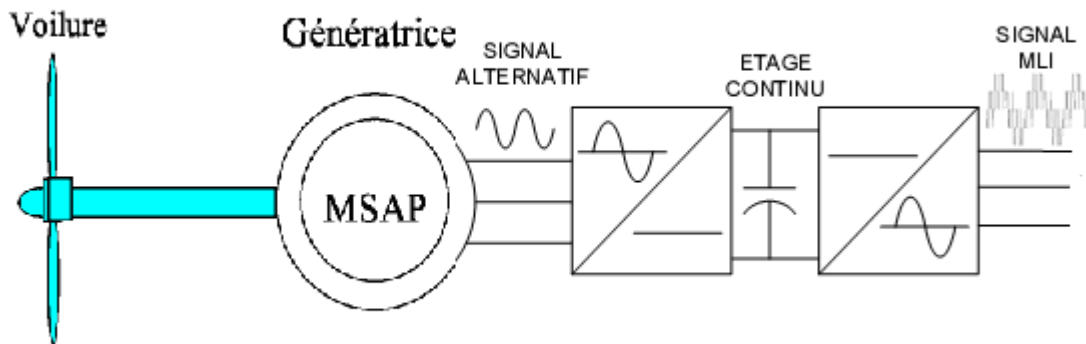 Voilure
Génératrice
SIGNAL
ALTERNATIF
ETAGE
CONTINU
SIGNAL
MLI
MSAP